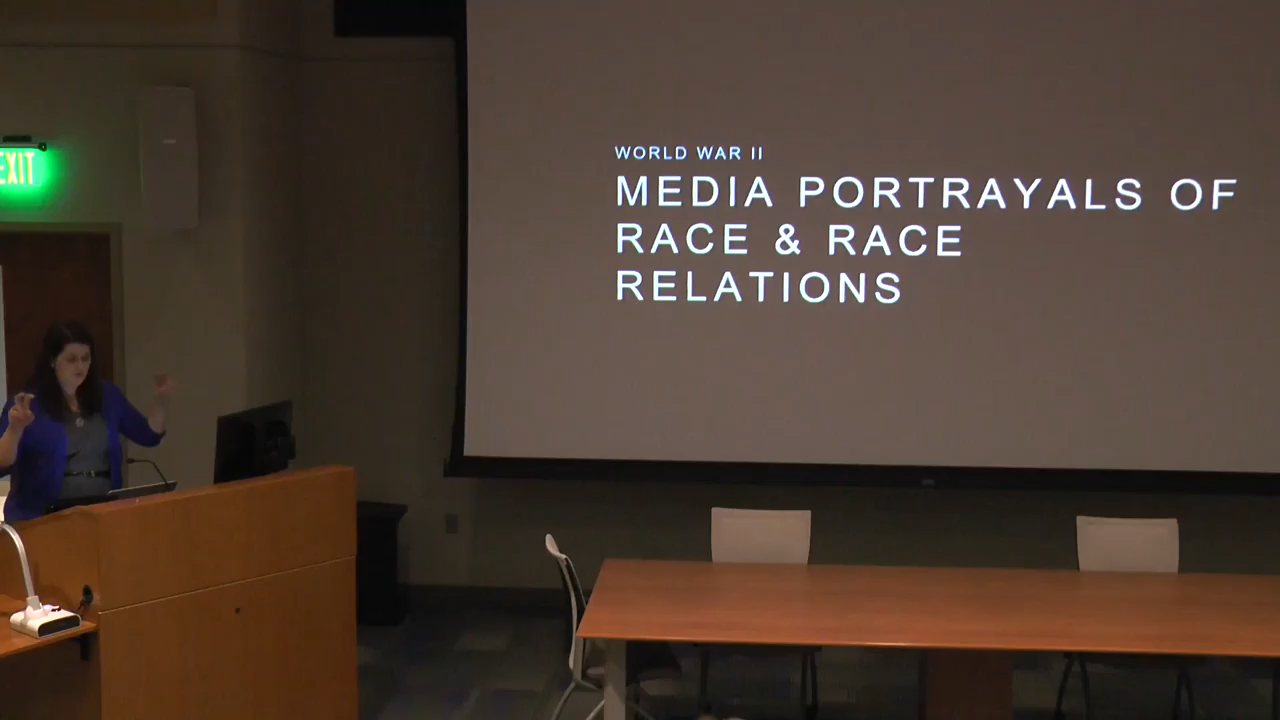 EXIT
WORLD WAR II
MEDIA PORTRAYALS OF
RACE & RACE
RELATIONS